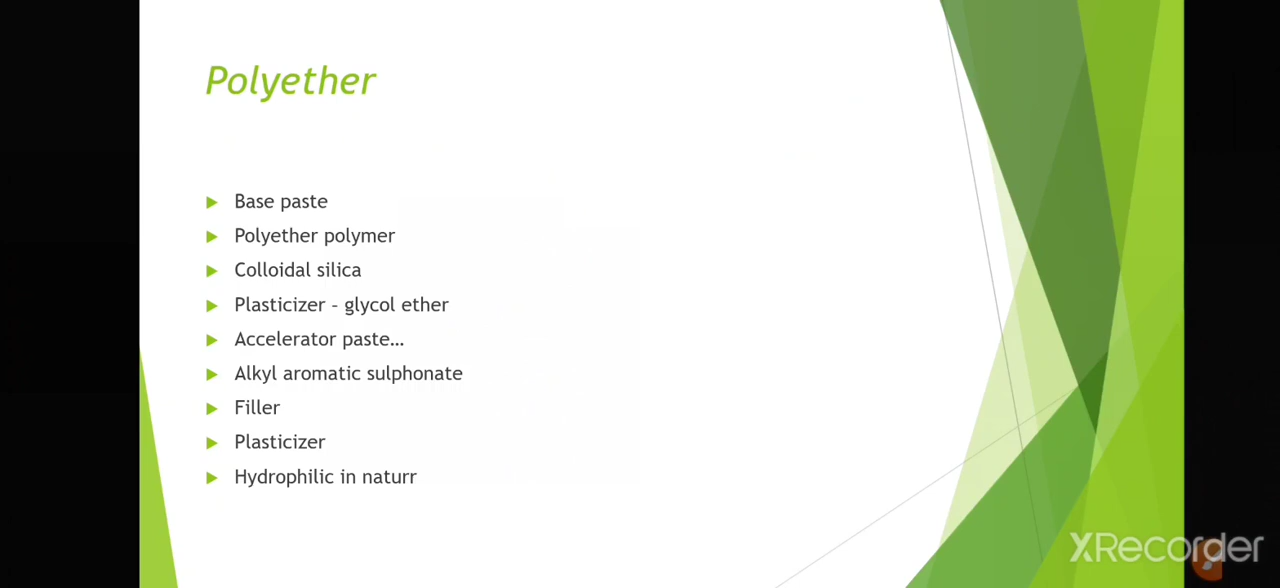 Polyether
Base paste
Polyether polymer
Colloidal silica
Plasticizer – glycol ether
Accelerator paste…
Alkyl aromatic sulphonate
Filler
Plasticizer
Hydrophilic in naturr
XRecorder